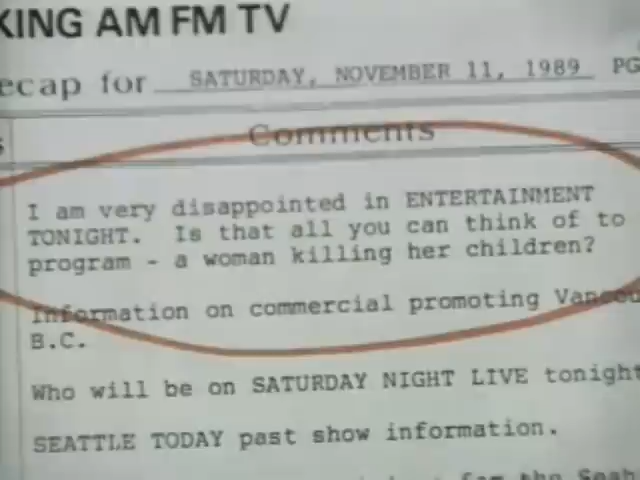 KING AM FM TV
ecap for SATURDAY, NOVEMBER 11, 1989 PG
s Comments
I am very disappointed in ENTERTAINMENT
TONIGHT. Is that all you can think of to
program - a woman killing her children?
Information on commercial promoting Vancou
B.C.
Who will be on SATURDAY NIGHT LIVE tonight
SEATTLE TODAY past show information.